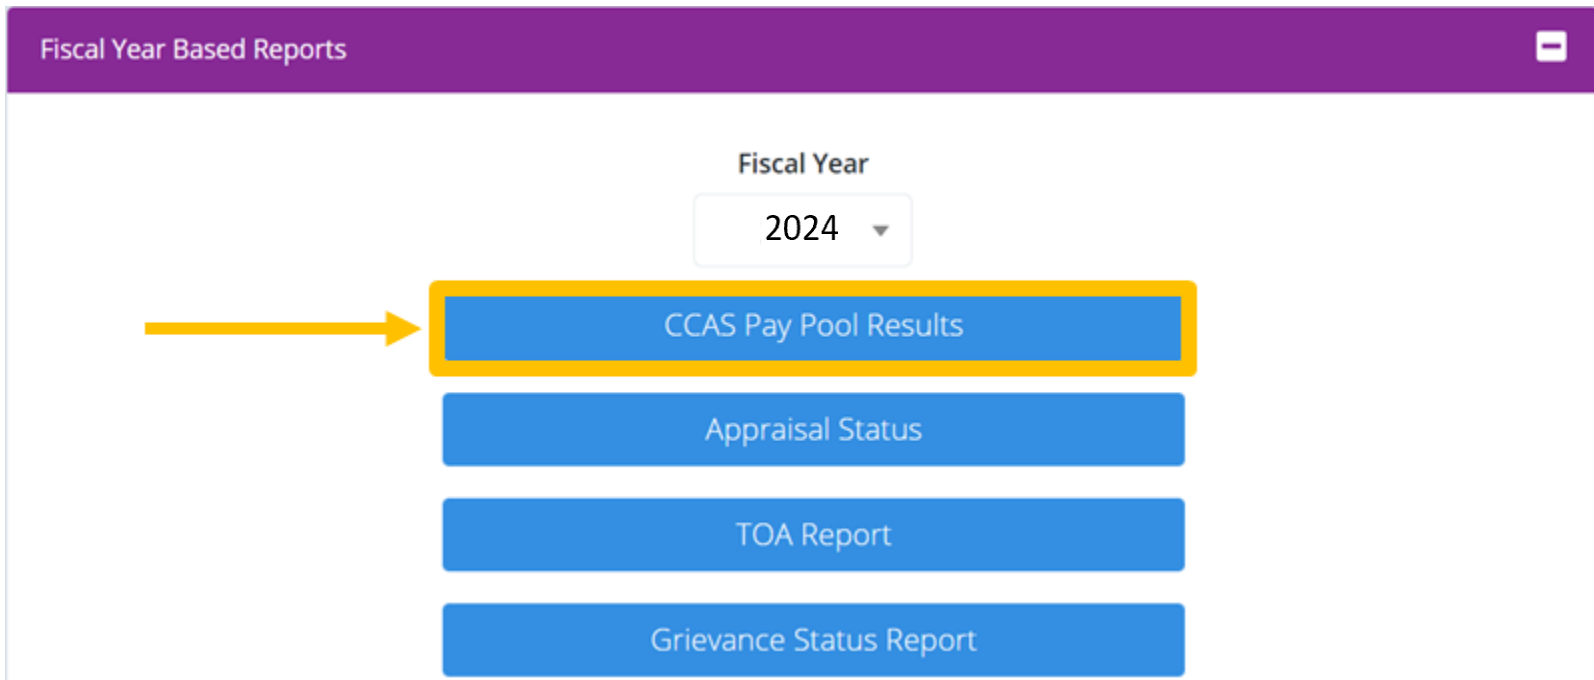 Fiscal Year Based Reports
Fiscal Year
2024
CCAS Pay Pool Results
Appraisal Status
TOA Report
Grievance Status Report